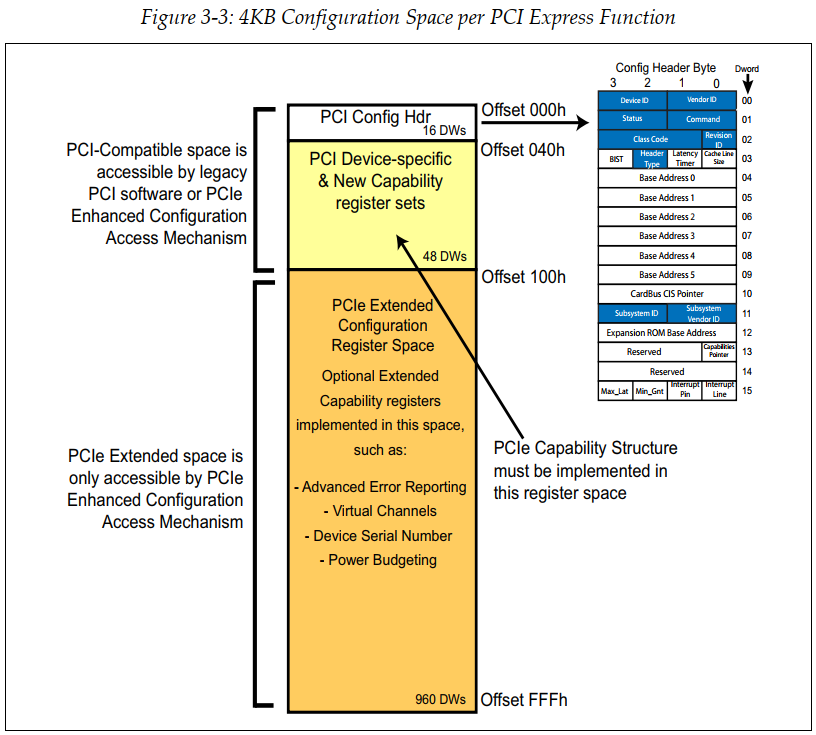 Figure 3-3: 4KB Configuration Space per PCI Express Function
PCI-Compatible space is
accessible by legacy
PCI software or PCIe
Enhanced Configuration
Access Mechanism
PCIe Extended space is
only accessible by PCIe
Enhanced Configuration
Access Mechanism
PCI Config Hdr
16 DWs
PCI Device-specific
& New Capability
register sets
48 DWs
PCIe Extended
Configuration
Register Space
Optional Extended
Capability registers
implemented in this space,
such as:
- Advanced Error Reporting
- Virtual Channels
- Device Serial Number
- Power Budgeting
960 DWs
Offset 000h
Offset 040h
Offset 100h
Offset FFFh
PCIe Capability Structure
must be implemented in
this register space
Config Header Byte
Dword
3 2 1 0
Device ID Vendor ID 00
Status Command 01
Class Code Revision ID 02
BIST Header Type Latency Timer Cache Line Size 03
Base Address 0 04
Base Address 1 05
Base Address 2 06
Base Address 3 07
Base Address 4 08
Base Address 5 09
CardBus CIS Pointer 10
Subsystem ID Subsystem Vendor ID 11
Expansion ROM Base Address 12
Reserved Capabilities Pointer 13
Reserved 14
Max_Lat Min_Gnt Interrupt Pin Interrupt Line 15